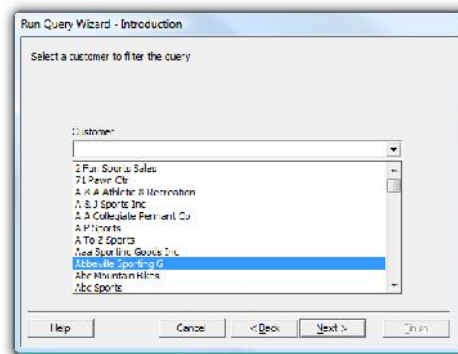 Run Query Wizard - Introduction
Select a customer to filter the query
Customer
2 Fun Sports Sales
71 Pawn Ctr
A & A Athletic & Recreation
A & J Sports Inc
A A Collegiate Pennant Co
A P Sports
A To Z Sports
Aaa Sporting Goods Inc
Abbeville Sporting G
Abc Mountain Bikes
Abc Sports
Help
Cancel
< Back
Next >
Finish